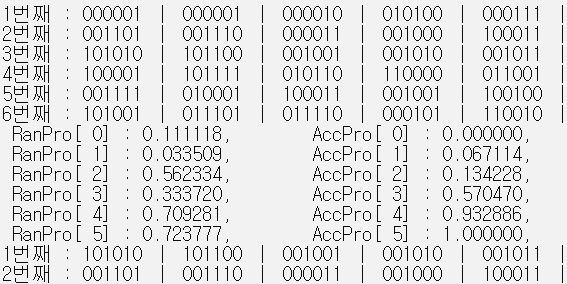 1번째 : 000001 | 000001 | 000010 | 010100 | 000111 |
2번째 : 001101 | 001110 | 000011 | 001000 | 100011 |
3번째 : 101010 | 101100 | 001001 | 001010 | 001011 |
4번째 : 100001 | 101111 | 010110 | 110000 | 011001 |
5번째 : 001111 | 010001 | 100011 | 001001 | 100100 |
6번째 : 101001 | 011101 | 011110 | 000101 | 110010 |
RanPro[ 0] : 0.111118, AccPro[ 0] : 0.000000,
RanPro[ 1] : 0.033509, AccPro[ 1] : 0.067114,
RanPro[ 2] : 0.562334, AccPro[ 2] : 0.134228,
RanPro[ 3] : 0.333720, AccPro[ 3] : 0.570470,
RanPro[ 4] : 0.709281, AccPro[ 4] : 0.932886,
RanPro[ 5] : 0.723777, AccPro[ 5] : 1.000000,
1번째 : 101010 | 101100 | 001001 | 001010 | 001011 |
2번째 : 001101 | 001110 | 000011 | 001000 | 100011 |